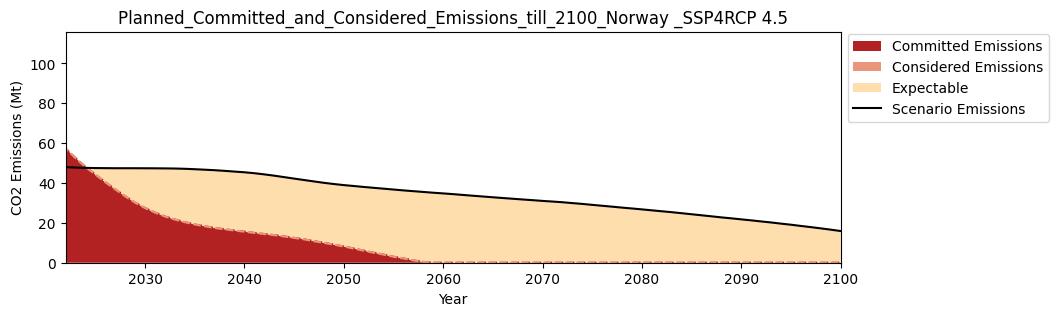 Planned_Committed_and_Considered_Emissions_till_2100_Norway _SSP4RCP 4.5
Committed Emissions
Considered Emissions
Expectable
Scenario Emissions
CO2 Emissions (Mt)
100
80
60
40
20
0
2030 2040 2050 2060 2070 2080 2090 2100
Year